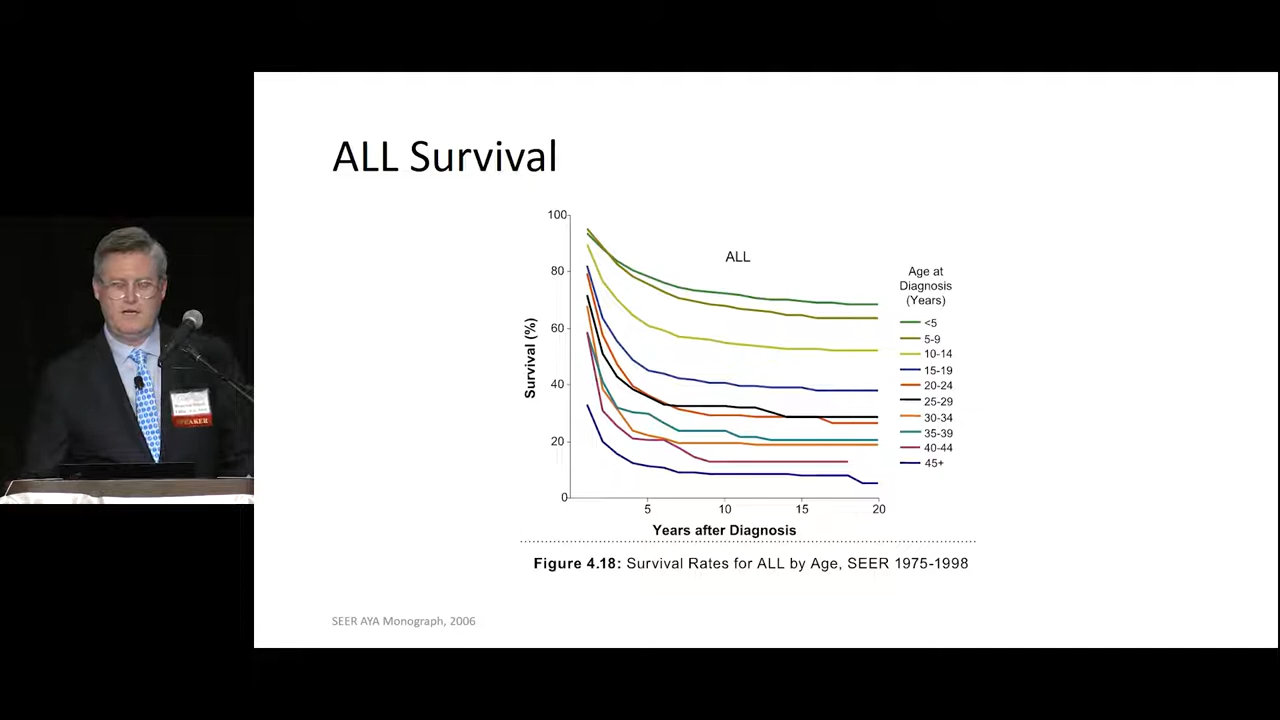 ALL Survival
100
80
60
40
20
0
Survival (%)
ALL
Age at
Diagnosis
(Years)
<5
5-9
10-14
15-19
20-24
25-29
30-34
35-39
40-44
45+
5
10
15
20
Years after Diagnosis
Figure 4.18: Survival Rates for ALL by Age, SEER 1975-1998
SEER AYA Monograph, 2006
SPEAKER